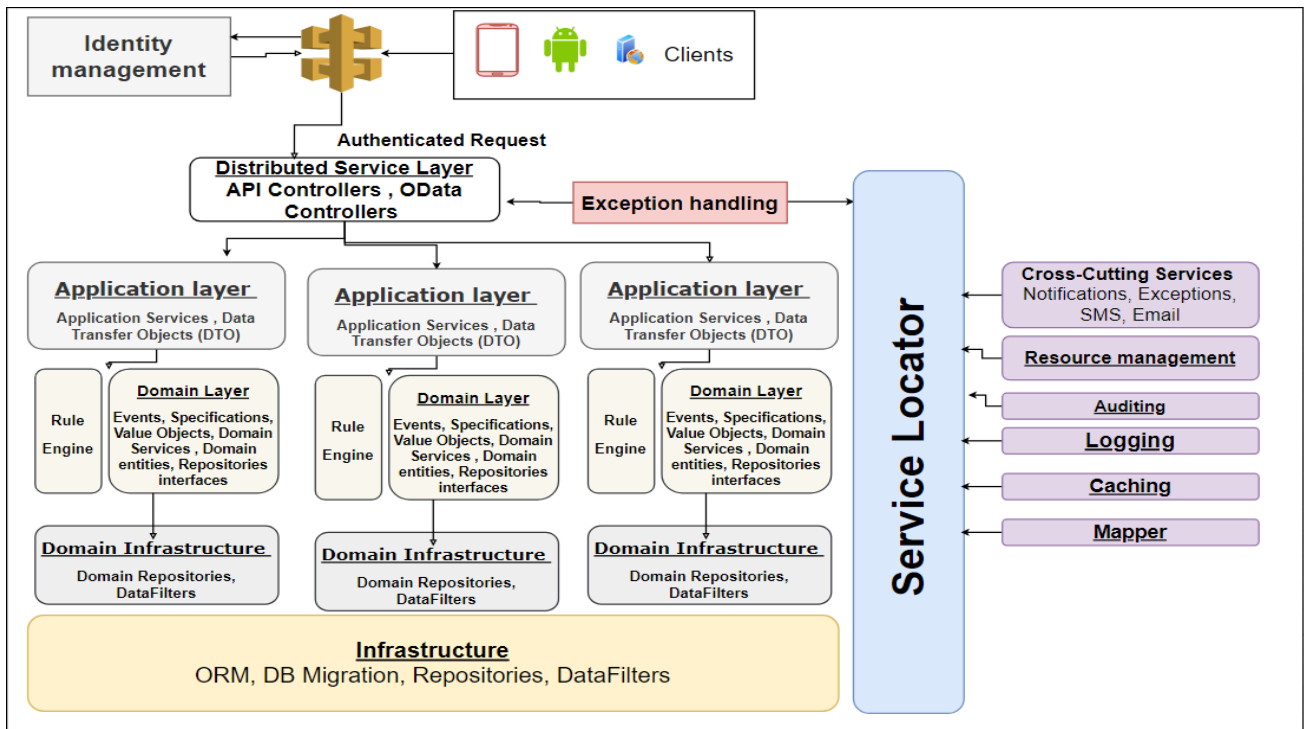 Identity
management
Clients
Authenticated Request
Distributed Service Layer
API Controllers , OData
Controllers
Exception handling
Application layer
Application Services , Data
Transfer Objects (DTO)
Application layer
Application Services , Data
Transfer Objects (DTO)
Application layer
Application Services , Data
Transfer Objects (DTO)
Rule
Engine
Domain Layer
Events, Specifications,
Value Objects, Domain
Services , Domain
entities, Repositories
interfaces
Rule
Engine
Domain Layer
Events, Specifications,
Value Objects, Domain
Services , Domain
entities, Repositories
interfaces
Rule
Engine
Domain Layer
Events, Specifications,
Value Objects, Domain
Services , Domain
entities, Repositories
interfaces
Domain Infrastructure
Domain Repositories,
DataFilters
Domain Infrastructure
Domain Repositories,
DataFilters
Domain Infrastructure
Domain Repositories,
DataFilters
Infrastructure
ORM, DB Migration, Repositories, DataFilters
Service Locator
Cross-Cutting Services
Notifications, Exceptions,
SMS, Email
Resource management
Auditing
Logging
Caching
Mapper